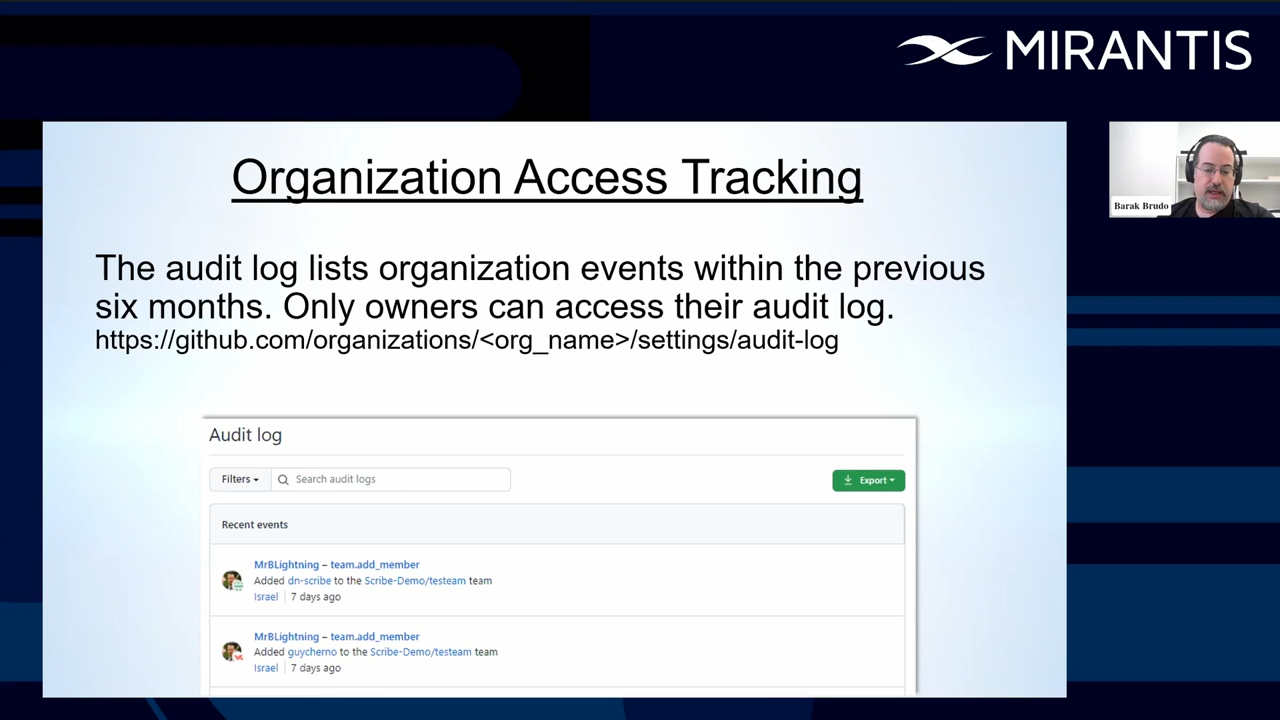 MIRANTIS
Organization Access Tracking
Barak Brudo
The audit log lists organization events within the previous
six months. Only owners can access their audit log.
https://github.com/organizations/<org_name>/settings/audit-log
Audit log
Filters
Search audit logs
Export
Recent events
MrBLightning – team.add_member
Added dn-scribe to the Scribe-Demo/testeam team
Israel | 7 days ago
MrBLightning – team.add_member
Added guycherno to the Scribe-Demo/testeam team
Israel | 7 days ago